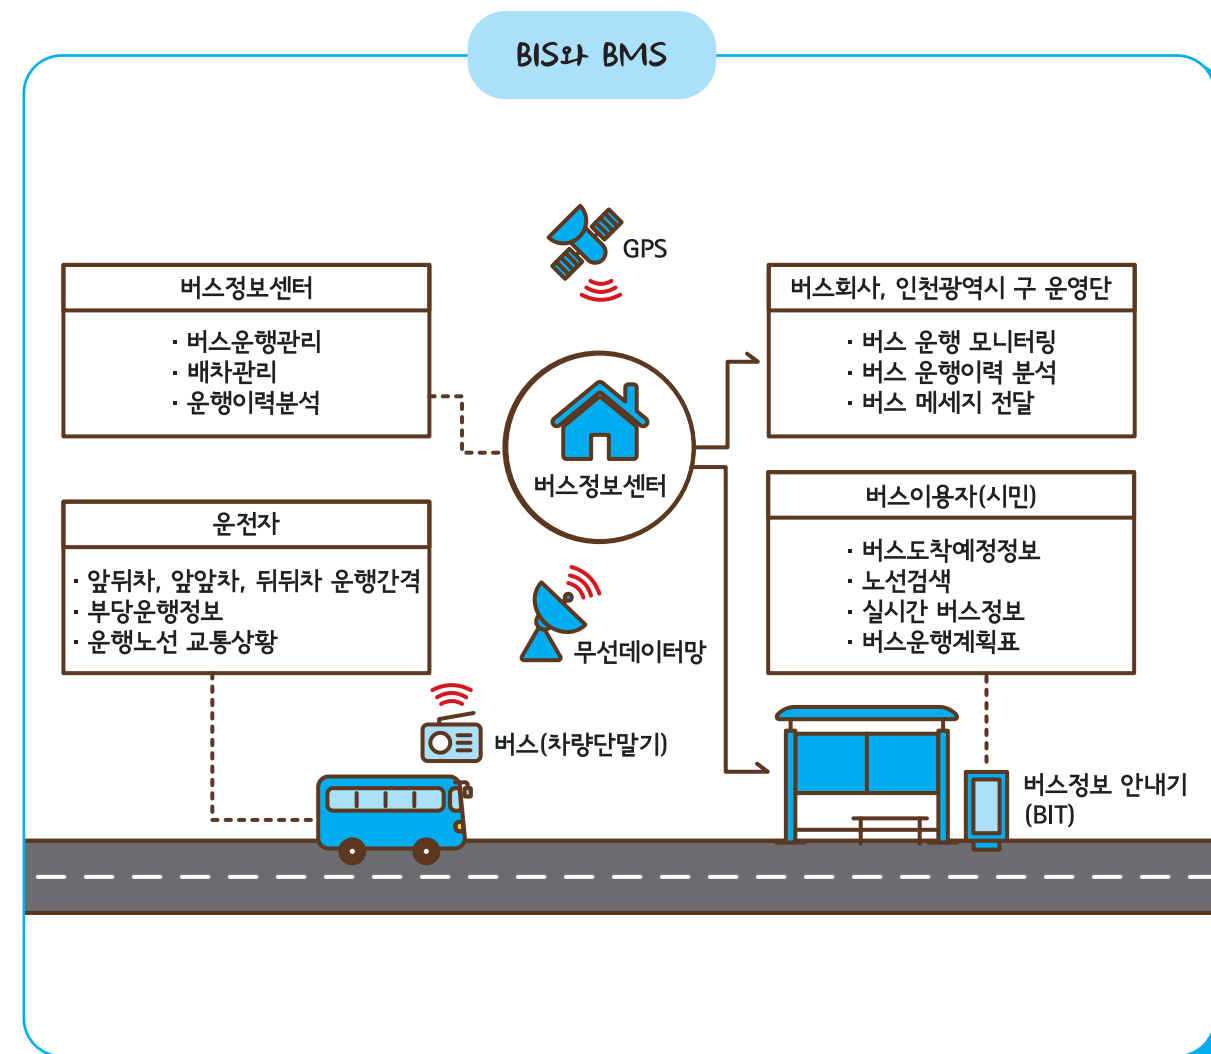 BIS와 BMS
GPS
버스정보센터
· 버스운행관리
· 배차관리
· 운행이력분석
버스회사, 인천광역시 구 운영단
· 버스 운행 모니터링
· 버스 운행이력 분석
· 버스 메세지 전달
버스정보센터
운전자
· 앞뒤차, 앞앞차, 뒤뒤차 운행간격
· 부당운행정보
· 운행노선 교통상황
버스이용자(시민)
· 버스도착예정정보
· 노선검색
· 실시간 버스정보
· 버스운행계획표
무선데이터망
버스(차량단말기)
버스정보 안내기
(BIT)